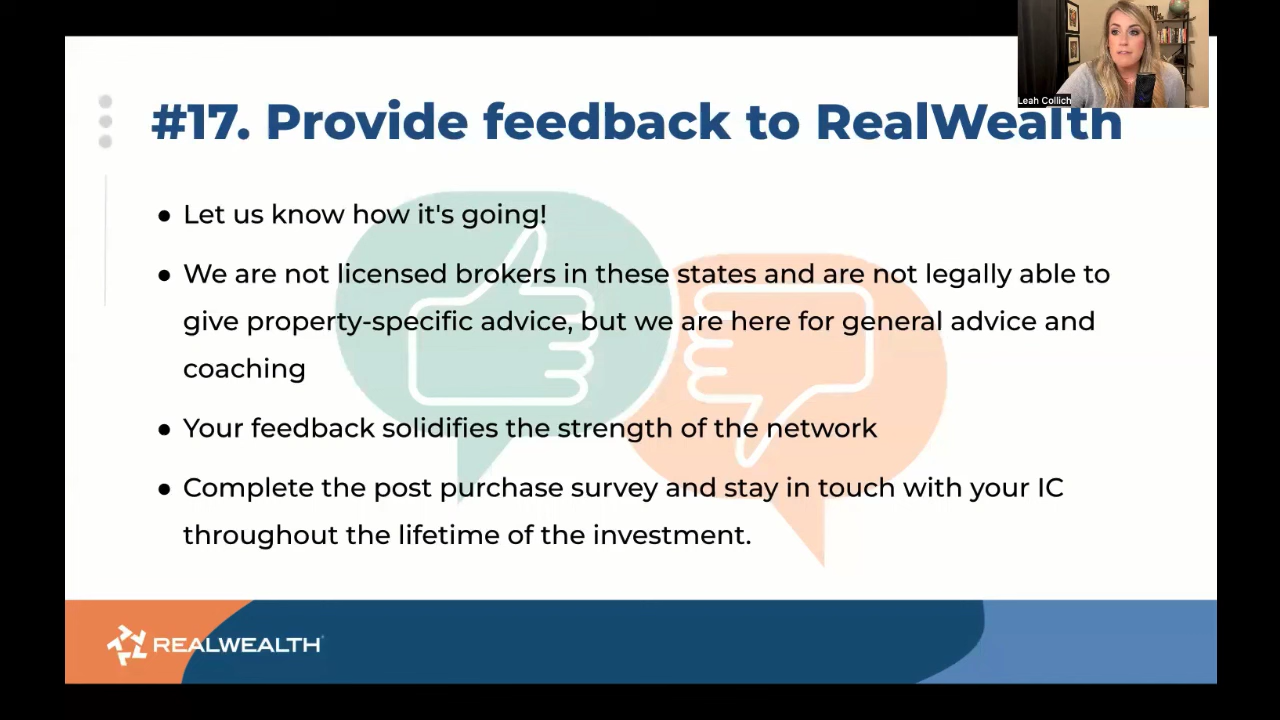 Leah Collich
#17. Provide feedback to RealWealth
● Let us know how it's going!
● We are not licensed brokers in these states and are not legally able to
give property-specific advice, but we are here for general advice and
coaching
● Your feedback solidifies the strength of the network
● Complete the post purchase survey and stay in touch with your IC
throughout the lifetime of the investment.
REALWEALTH